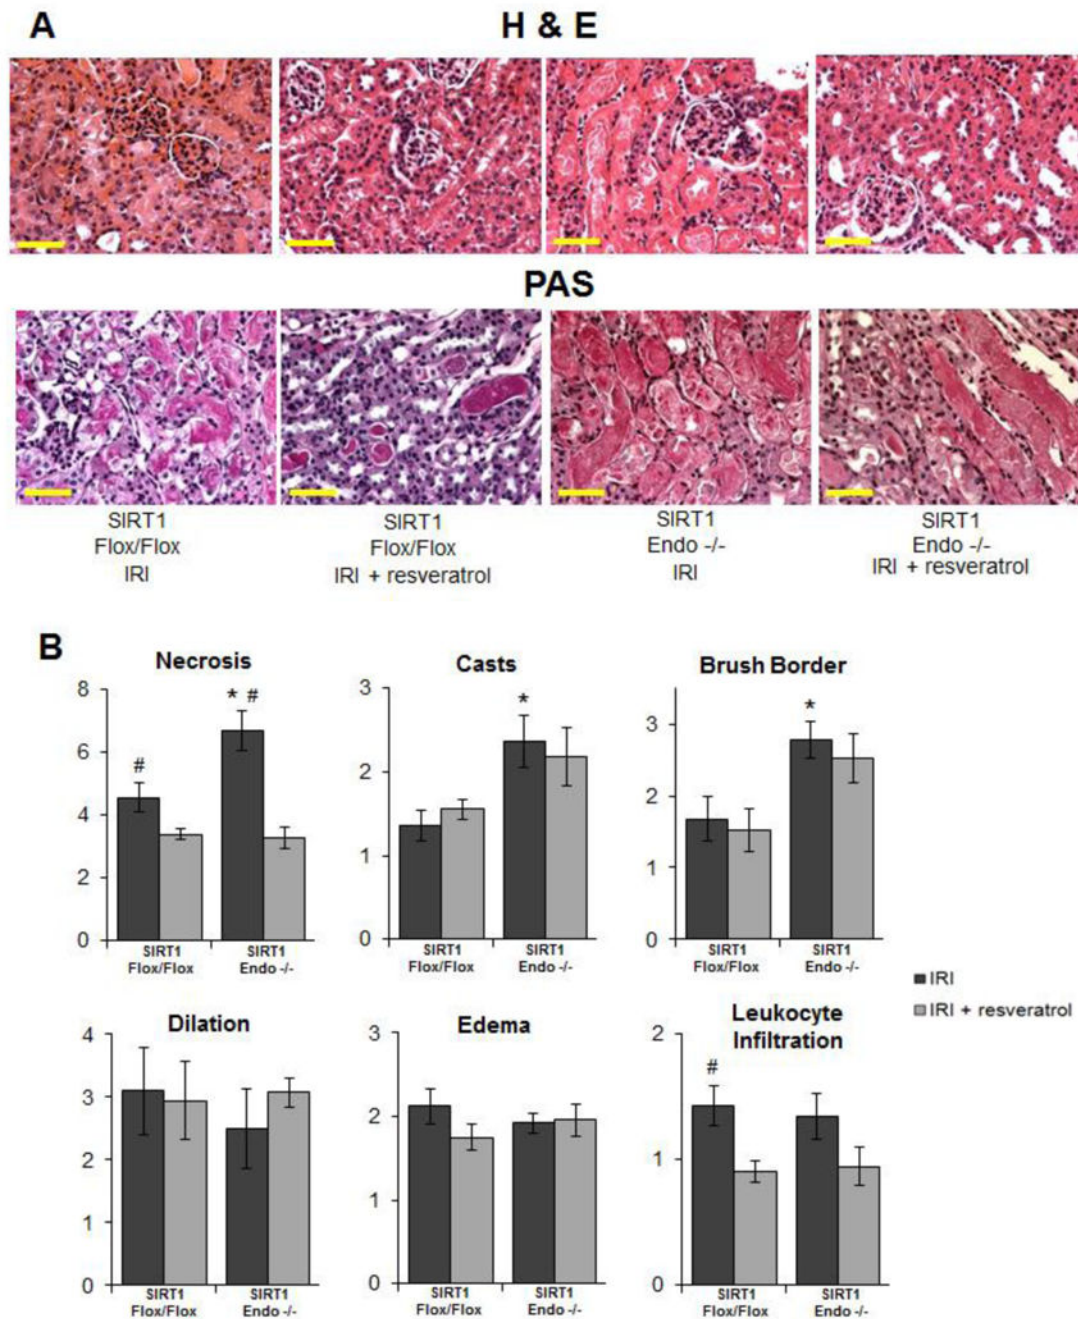 A
H & E
PAS
SIRT1
Flox/Flox
IRI
SIRT1
Flox/Flox
IRI + resveratrol
SIRT1
Endo -/-
IRI
SIRT1
Endo -/-
IRI + resveratrol
B
Necrosis
8
6
4
2
0
#
* #
SIRT1
Flox/Flox
SIRT1
Endo -/-
Casts
3
2
1
0
*
SIRT1
Flox/Flox
SIRT1
Endo -/-
Brush Border
3
2
1
0
*
SIRT1
Flox/Flox
SIRT1
Endo -/-
IRI
IRI + resveratrol
Dilation
4
3
2
1
0
SIRT1
Flox/Flox
SIRT1
Endo -/-
Edema
3
2
1
0
SIRT1
Flox/Flox
SIRT1
Endo -/-
Leukocyte
Infiltration
2
1
0
#
SIRT1
Flox/Flox
SIRT1
Endo -/-